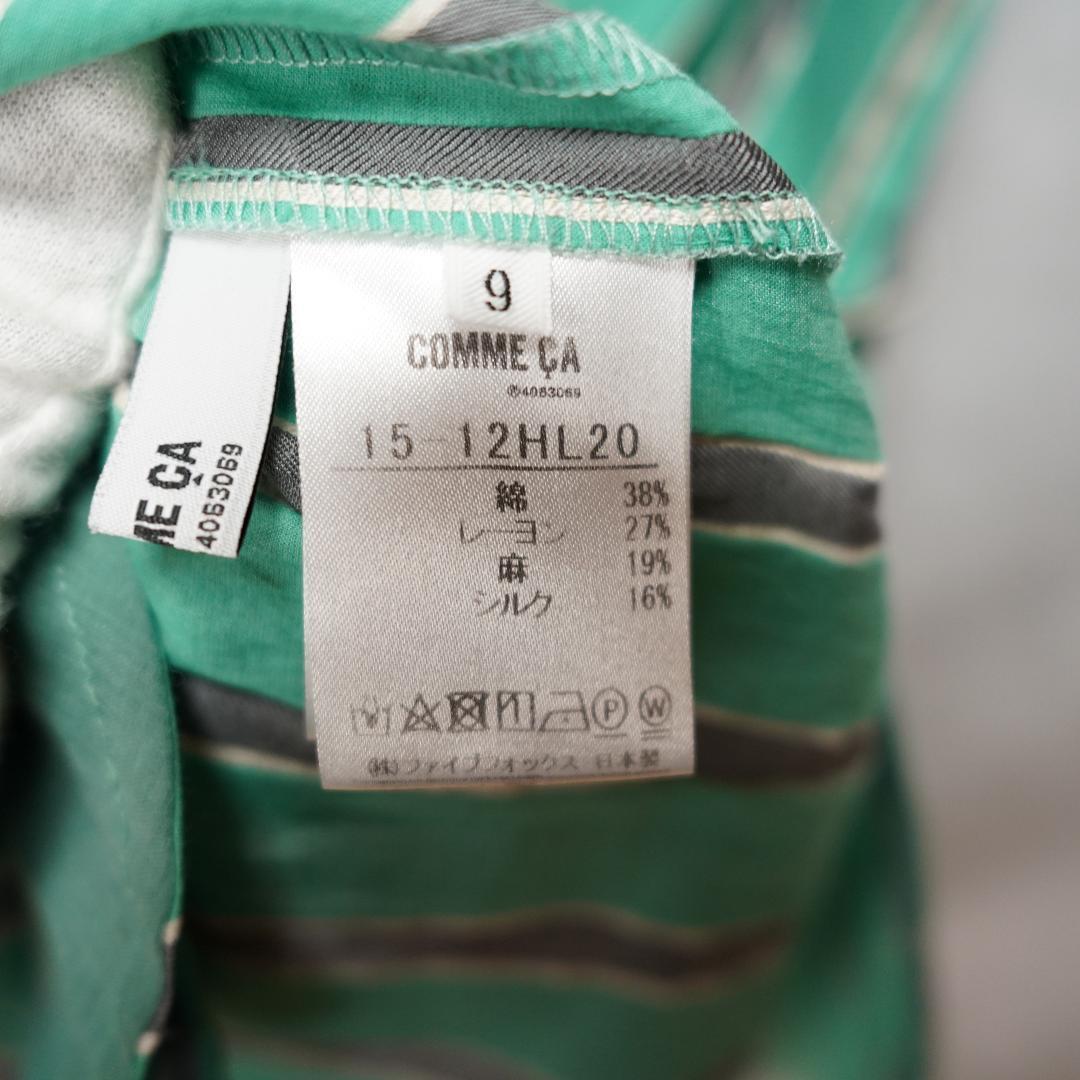 9
COMME ÇA
Ⓟ4063069
15-12HL20
綿 38%
レーヨン 27%
麻 19%
シルク 16%
P W
(株)ファイブフォックス 日本製
ME ÇA
4063069